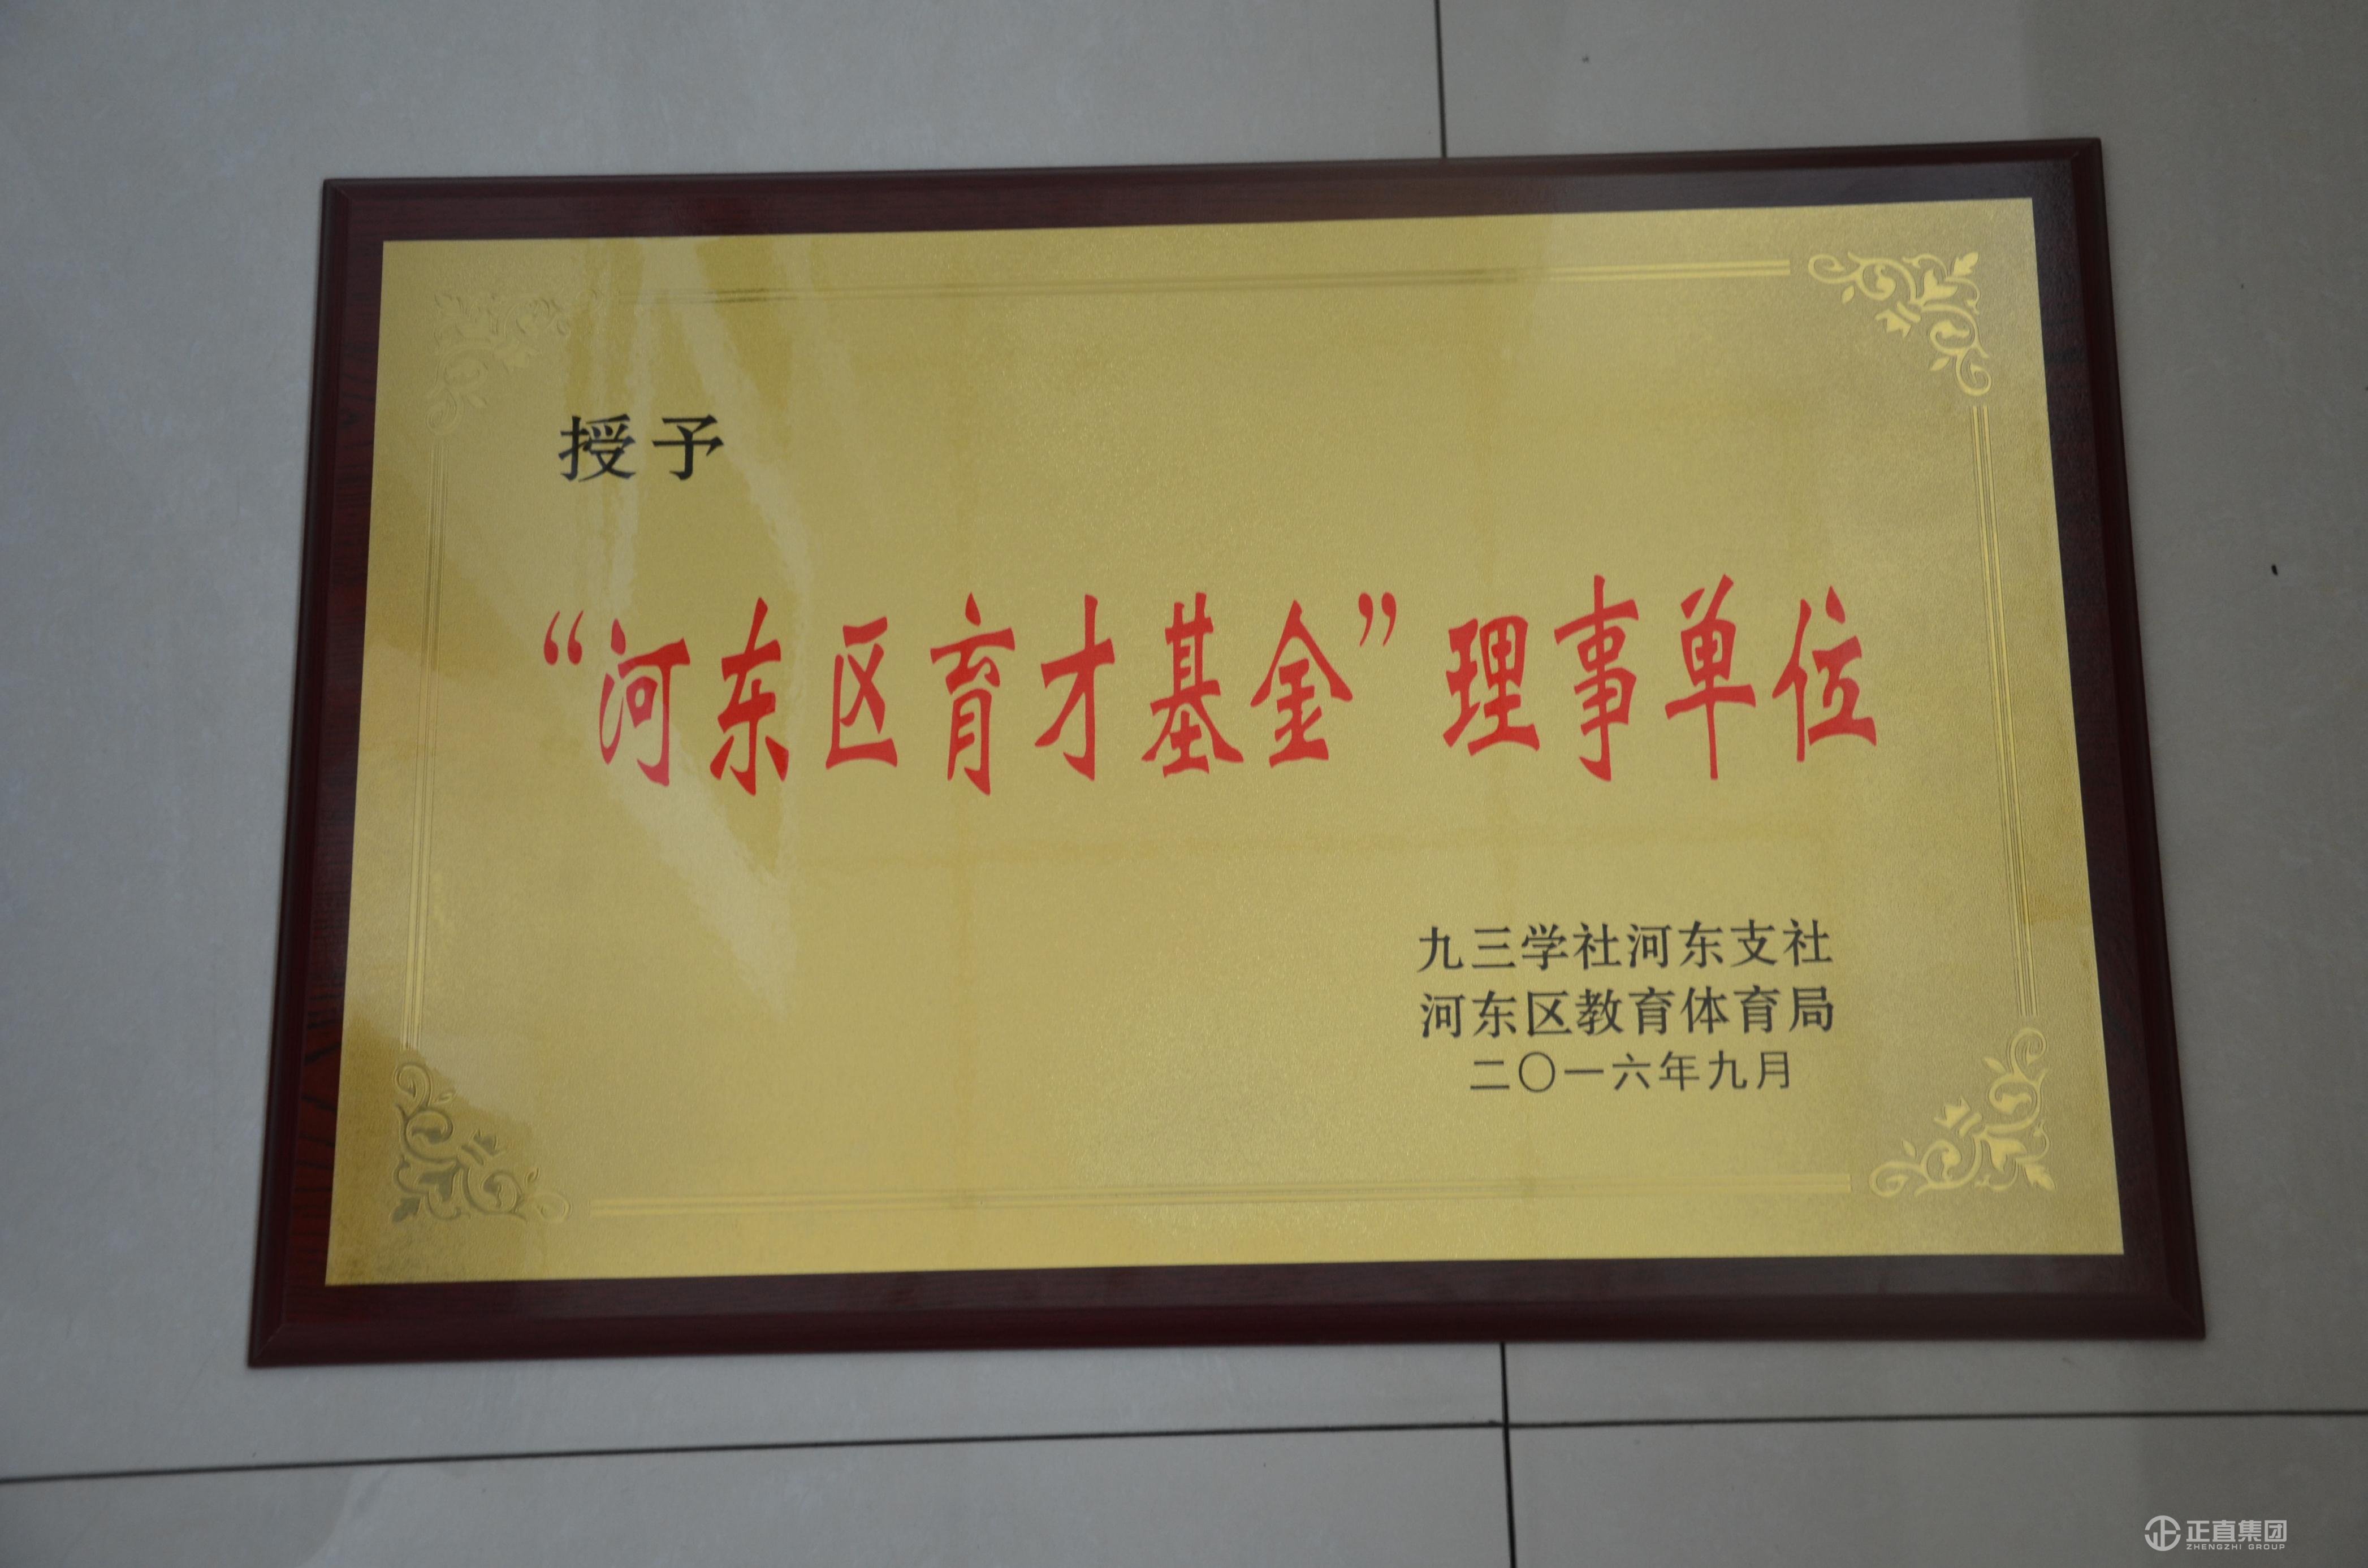 授予
“河东区育才基金”理事单位
九三学社河东支社
河东区教育体育局
二〇一六年九月
正直集团
ZHENGZHI GROUP